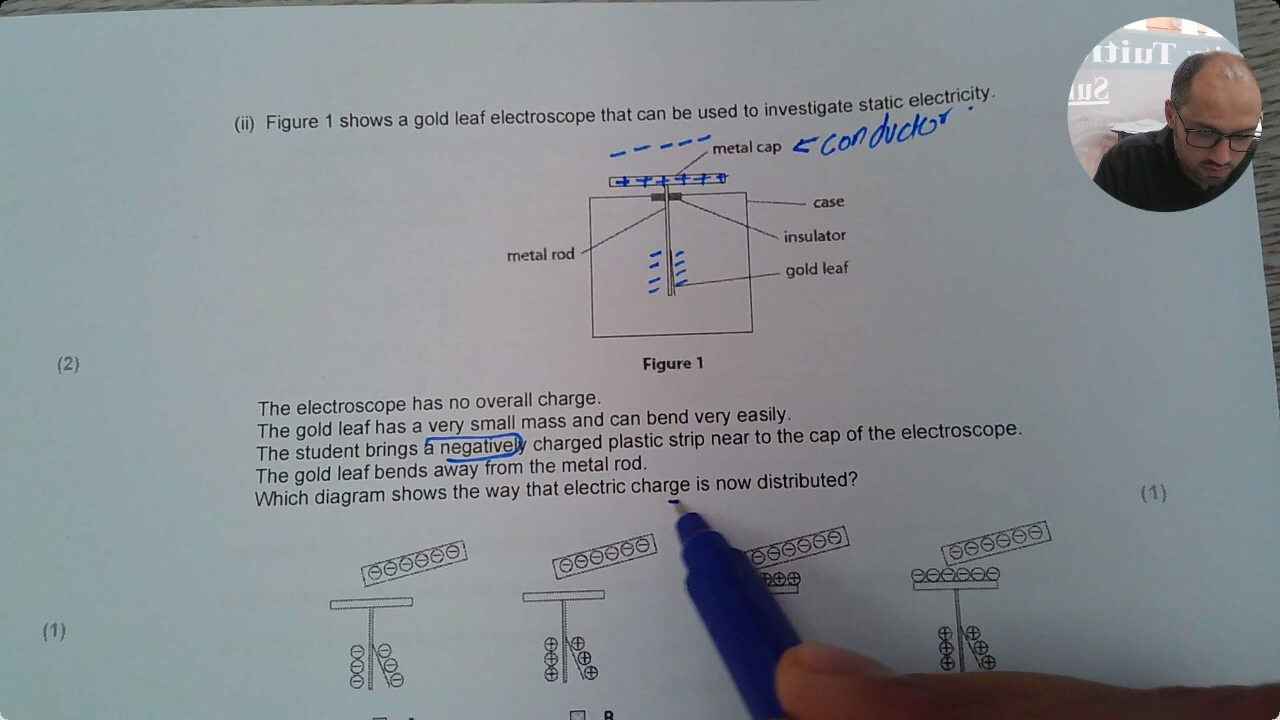 (ii) Figure 1 shows a gold leaf electroscope that can be used to investigate static electricity.
metal cap ← conductor
case
insulator
metal rod
gold leaf
Figure 1
(2)
The electroscope has no overall charge.
The gold leaf has a very small mass and can bend very easily.
The student brings a negatively charged plastic strip near to the cap of the electroscope.
The gold leaf bends away from the metal rod.
Which diagram shows the way that electric charge is now distributed?
(1)
(1)
B